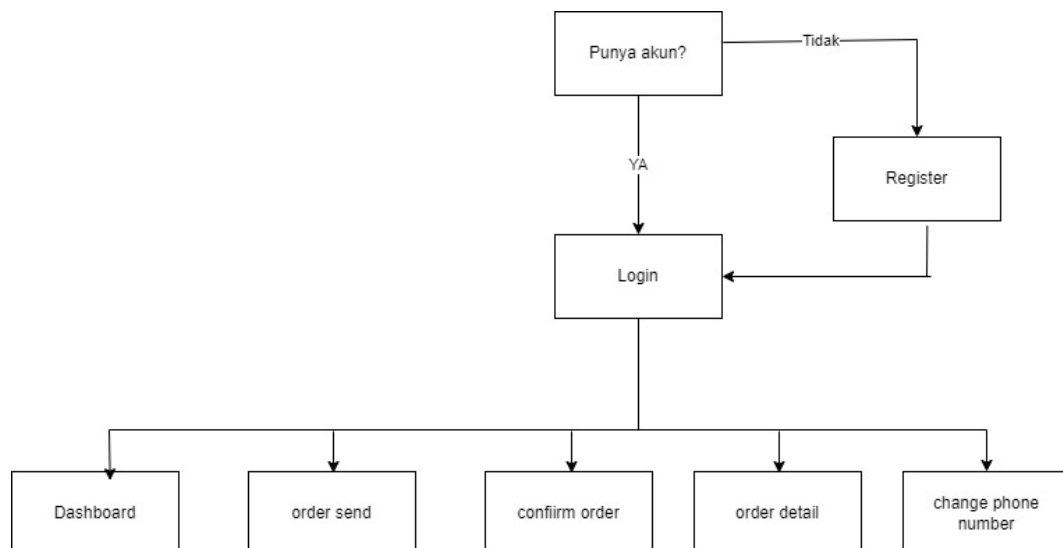 Punya akun?
Tidak
Register
YA
Login
Dashboard
order send
confiirm order
order detail
change phone
number